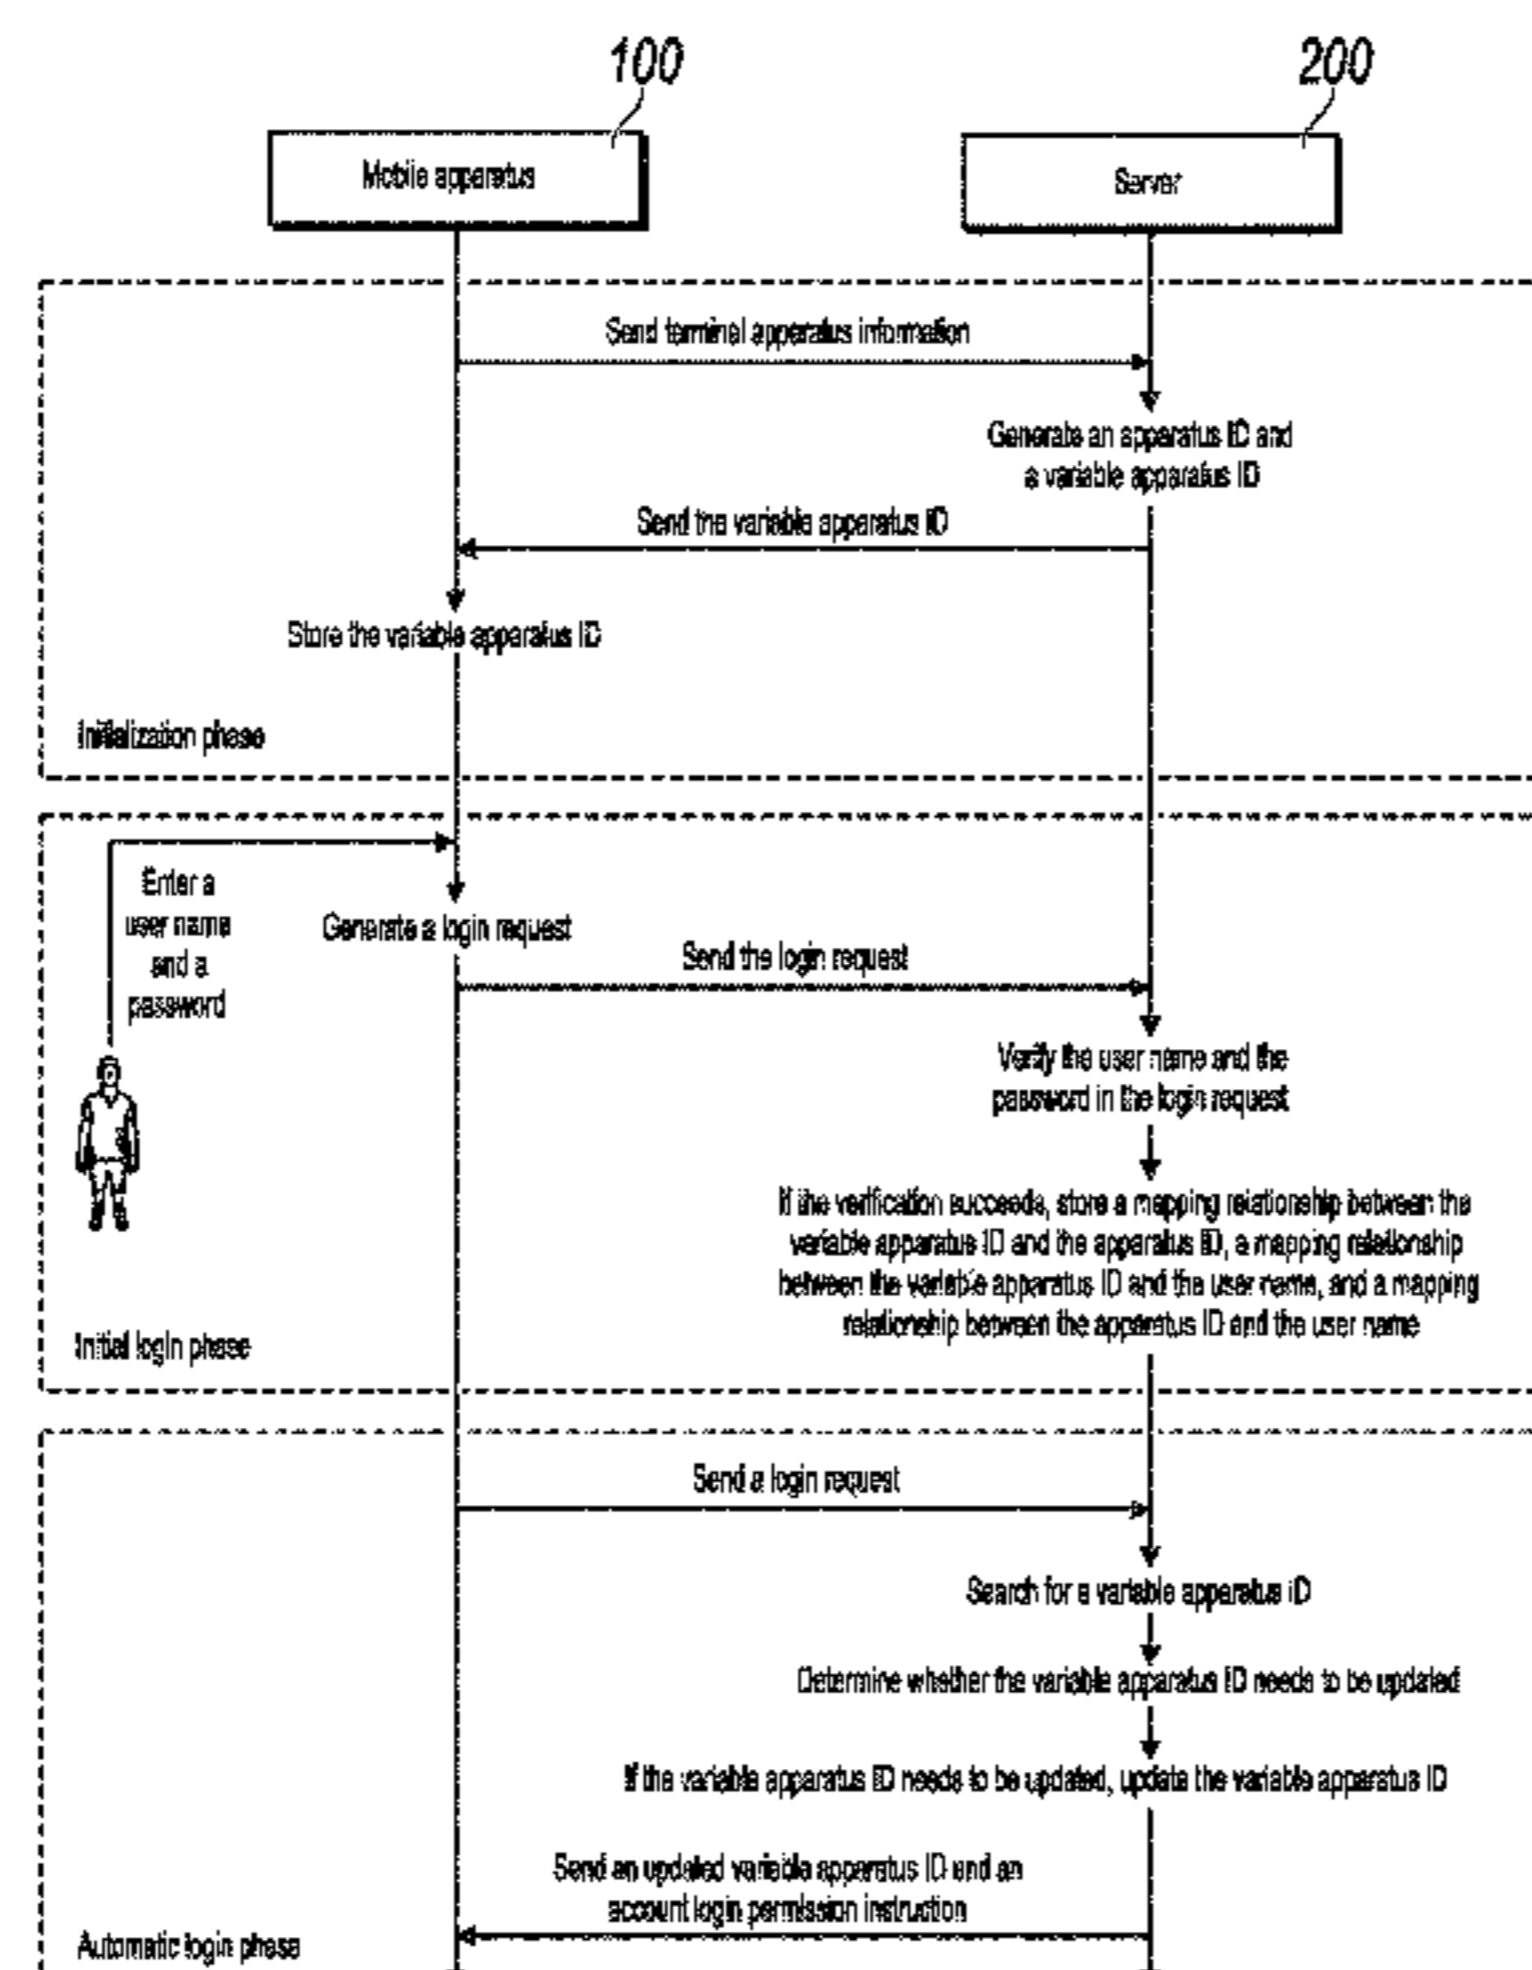 100
200
Mobile apparatus
Server
Send terminal apparatus information
Generate an apparatus ID and
a variable apparatus ID
Send the variable apparatus ID
Store the variable apparatus ID
Initialization phase
Enter a
user name
and a
password
Generate a login request
Send the login request
Verify the user name and the
password in the login request
If the verification succeeds, store a mapping relationship between the
variable apparatus ID and the apparatus ID, a mapping relationship
between the variable apparatus ID and the user name, and a mapping
relationship between the apparatus ID and the user name
Initial login phase
Send a login request
Search for a variable apparatus ID
Determine whether the variable apparatus ID needs to be updated
If the variable apparatus ID needs to be updated, update the variable apparatus ID
Send an updated variable apparatus ID and an
account login permission instruction
Automatic login phase